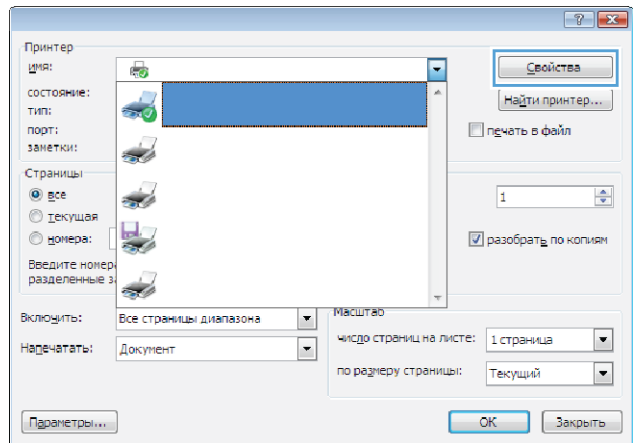 Принтер
имя:
Свойства
состояние:
Найти принтер...
тип:
порт:
печать в файл
заметки:
Страницы
все
1
текущая
номера:
разобрать по копиям
Введите номер
разделенные з
Включить:
Все страницы диапазона
Масштаб
число страниц на листе:
1 страница
Напечатать:
Документ
по размеру страницы:
Текущий
Параметры...
OK
Закрыть